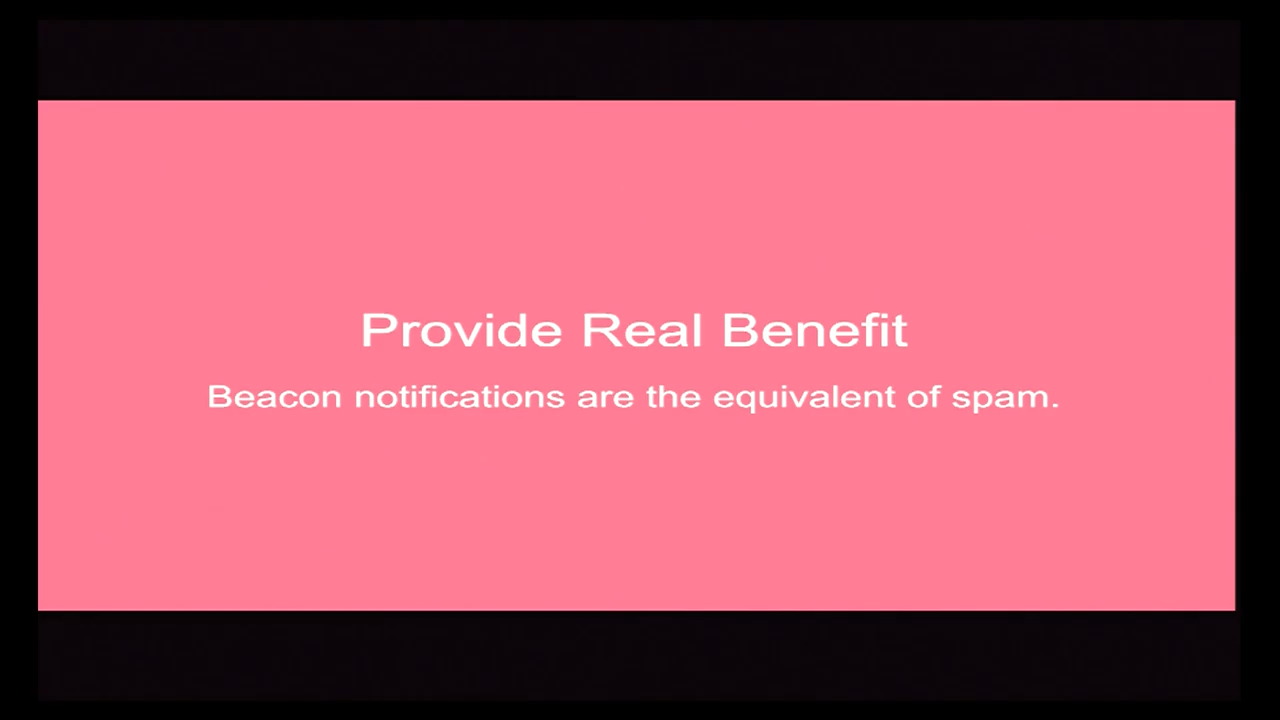 Provide Real Benefit
Beacon notifications are the equivalent of spam.